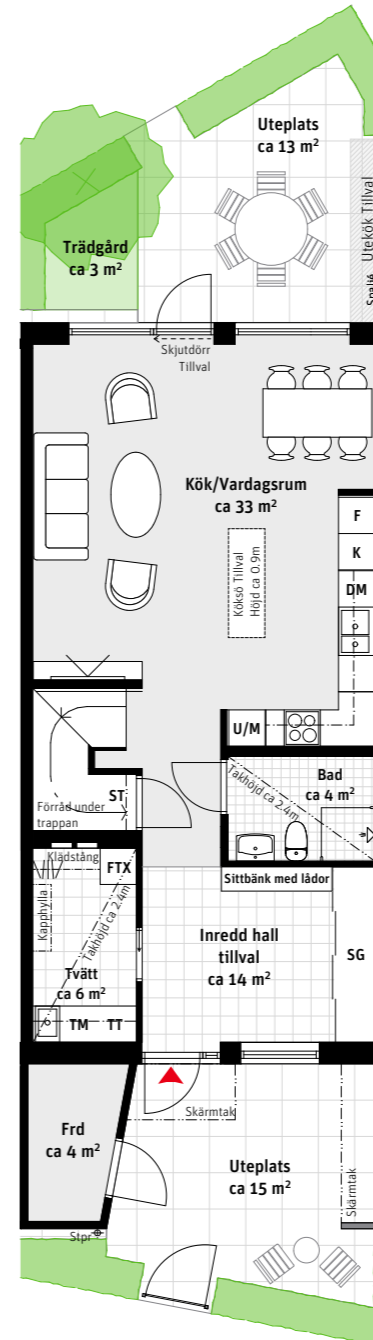 Uteplats
ca 13 m²
Utekök Tillval
Spaljé
Trädgård
ca 3 m²
Skjutdörr
Tillval
Kök/Vardagsrum
ca 33 m²
Köksö Tillval
Höjd ca 0.9m
F
K
DM
U/M
ST
Förråd under
trappan
Bad
ca 4 m²
Takhöjd ca 2.4m
Klädstång
FTX
Kapphylla
Takhöjd ca 2.4m
Tvätt
ca 6 m²
TM
TT
Sittbänk med lådor
Inredd hall
tillval
ca 14 m²
SG
Skärmtak
Frd
ca 4 m²
Uteplats
ca 15 m²
Skärmtak
Stpr